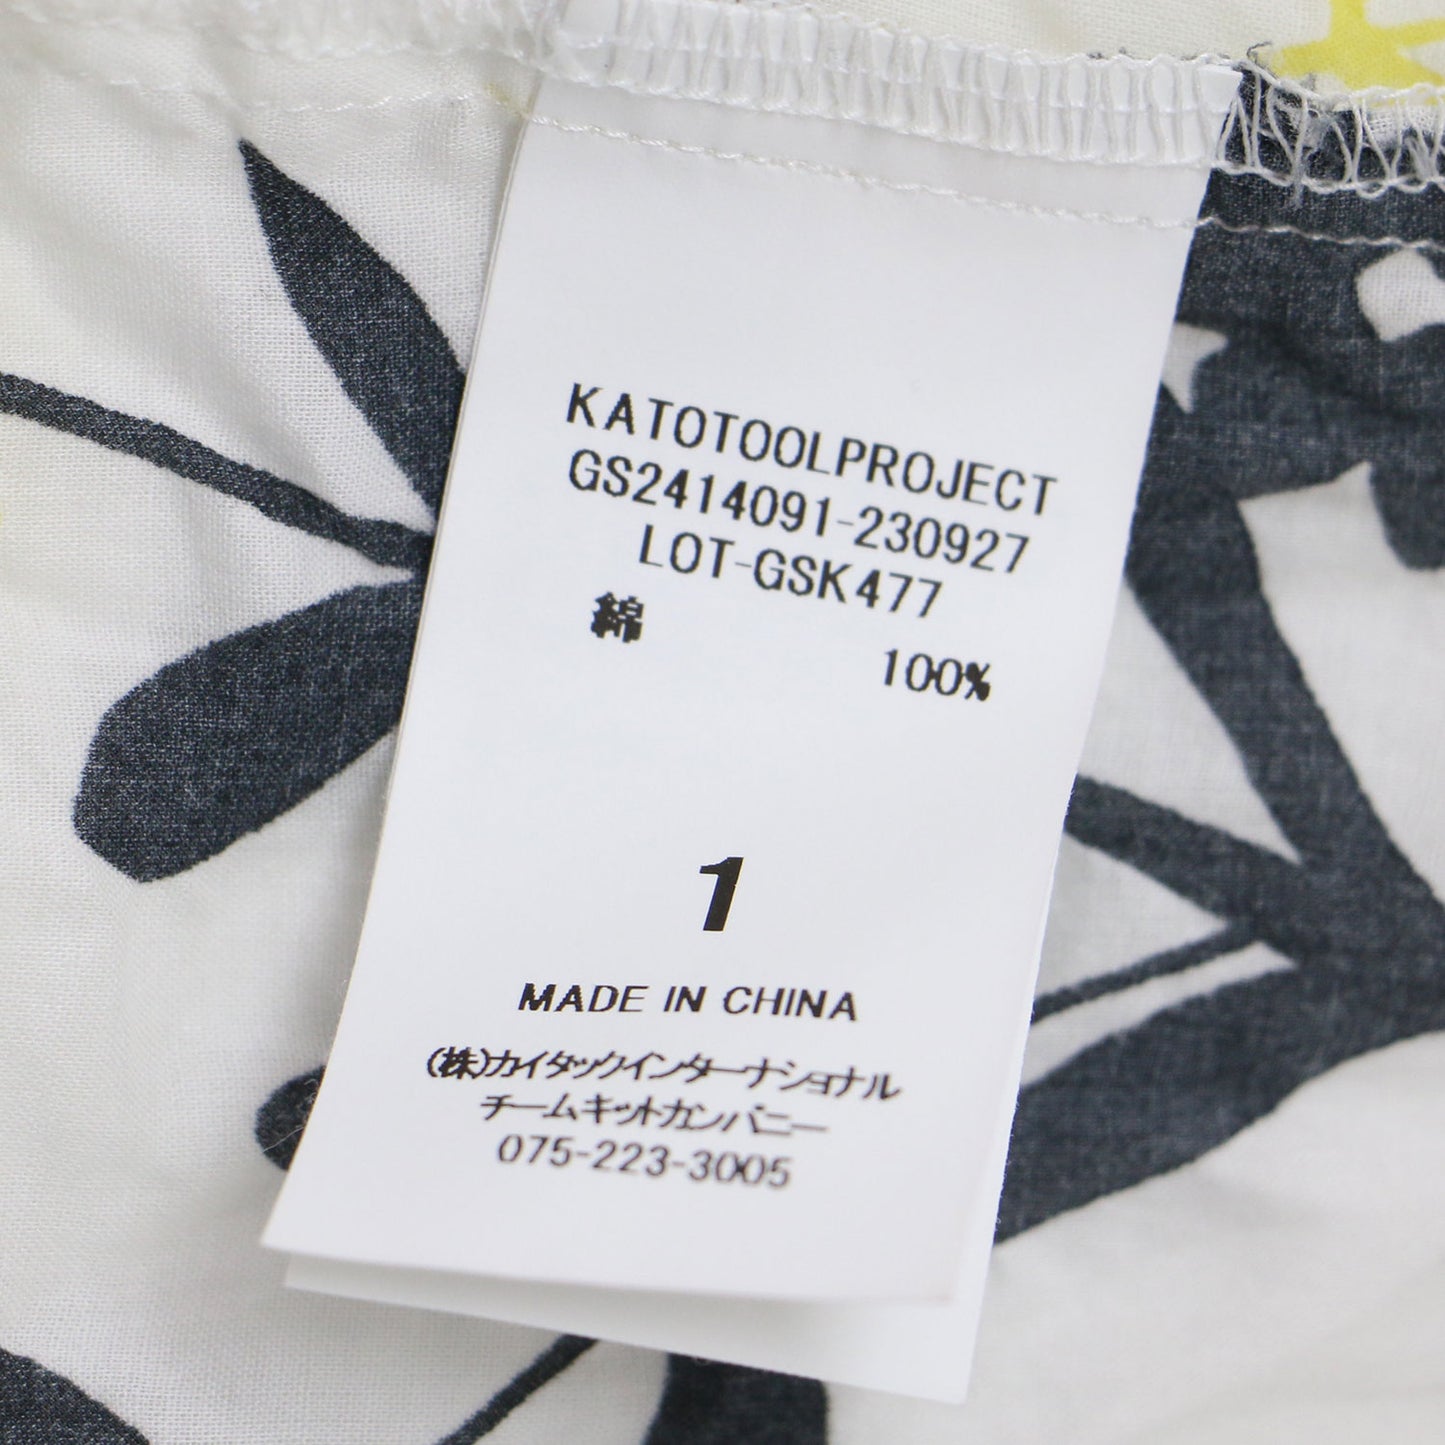 KATOTOOLPROJECT
GS2414091-230927
LOT-GSK477
綿 100%
1
MADE IN CHINA
(株)カイタックインターナショナル
チームキットカンパニー
075-223-3005